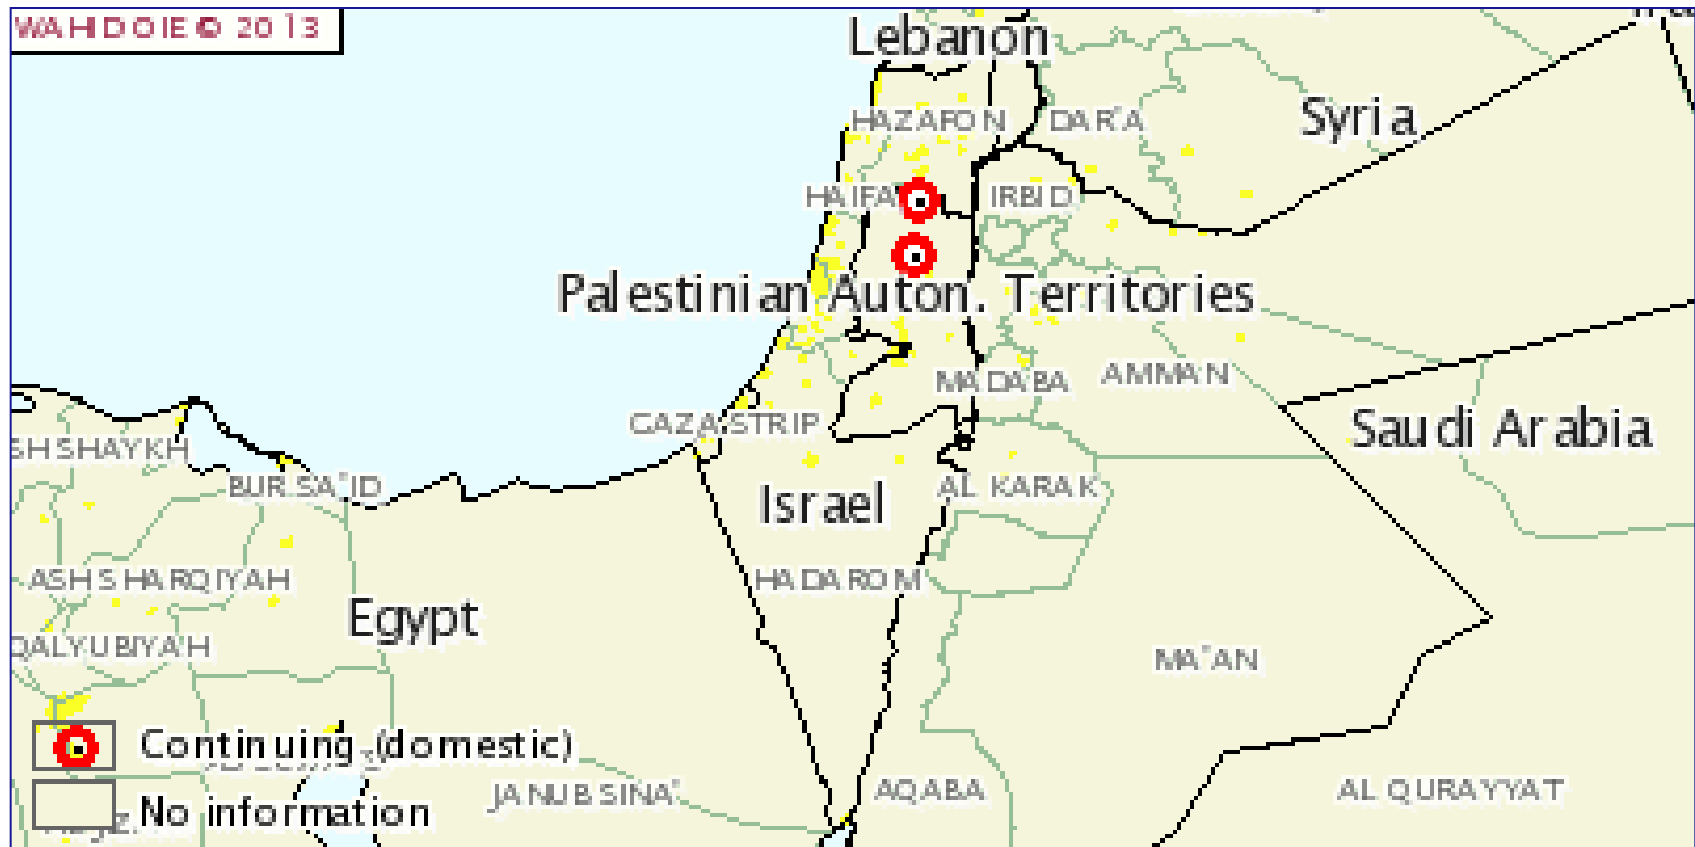 WAHID OIE © 2013
Lebanon
HAZAFON
DAR'A
Syria
HAIFA
IRBID
Palestinian Auton. Territories
MADABA
AMMAN
GAZA STRIP
Saudi Arabia
SH SHAYKH
BUR SA'ID
Israel
AL KARAK
ASH SHARQIYAH
HADAROM
Egypt
QALYUBIYAH
MA'AN
Continuing (domestic)
JANUB SINA'
AQABA
AL QURAYYAT
No information